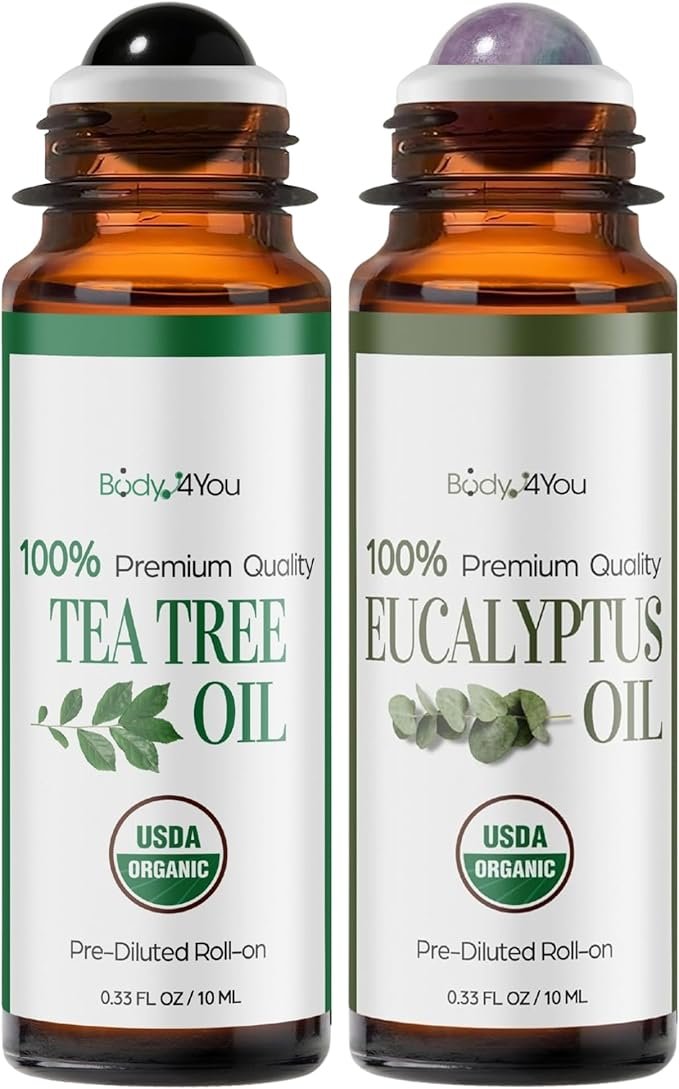 Body4You
100% Premium Quality
TEA TREE
OIL
USDA
ORGANIC
Pre-Diluted Roll-on
0.33 FL OZ / 10 ML
Body4You
100% Premium Quality
EUCALYPTUS
OIL
USDA
ORGANIC
Pre-Diluted Roll-on
0.33 FL OZ / 10 ML